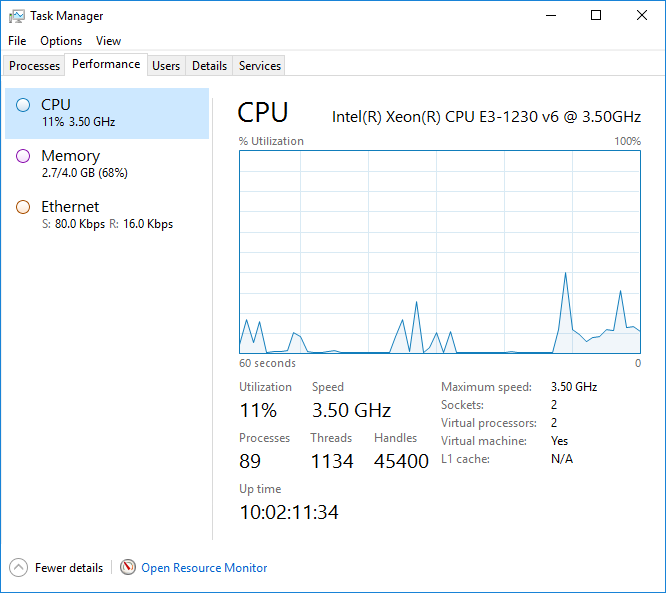 Task Manager
File Options View
Processes Performance Users Details Services
CPU
11% 3.50 GHz
Memory
2.7/4.0 GB (68%)
Ethernet
S: 80.0 Kbps R: 16.0 Kbps
CPU Intel(R) Xeon(R) CPU E3-1230 v6 @ 3.50GHz
% Utilization 100%
60 seconds 0
Utilization Speed
11% 3.50 GHz
Processes Threads Handles
89 1134 45400
Up time
10:02:11:34
Maximum speed: 3.50 GHz
Sockets: 2
Virtual processors: 2
Virtual machine: Yes
L1 cache: N/A
Fewer details Open Resource Monitor